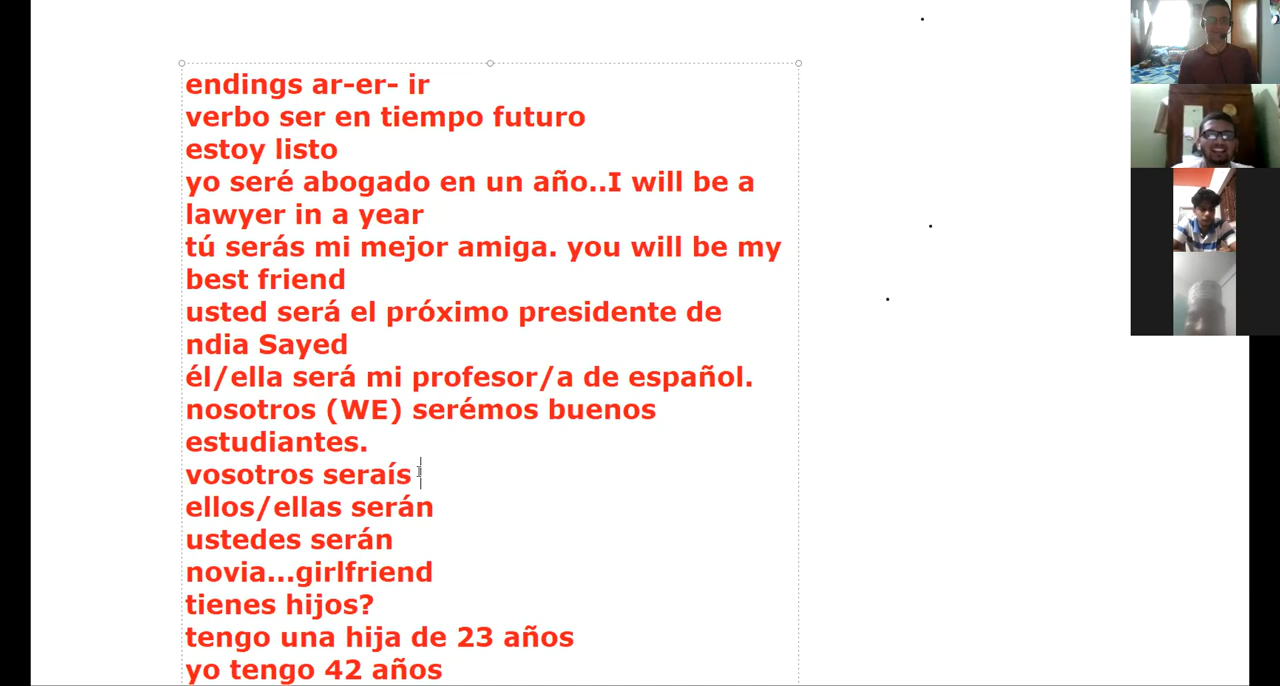 endings ar-er- ir
verbo ser en tiempo futuro
estoy listo
yo seré abogado en un año..I will be a
lawyer in a year
tú serás mi mejor amiga. you will be my
best friend
usted será el próximo presidente de
ndia Sayed
él/ella será mi profesor/a de español.
nosotros (WE) serémos buenos
estudiantes.
vosotros seraís
ellos/ellas serán
ustedes serán
novia...girlfriend
tienes hijos?
tengo una hija de 23 años
yo tengo 42 años